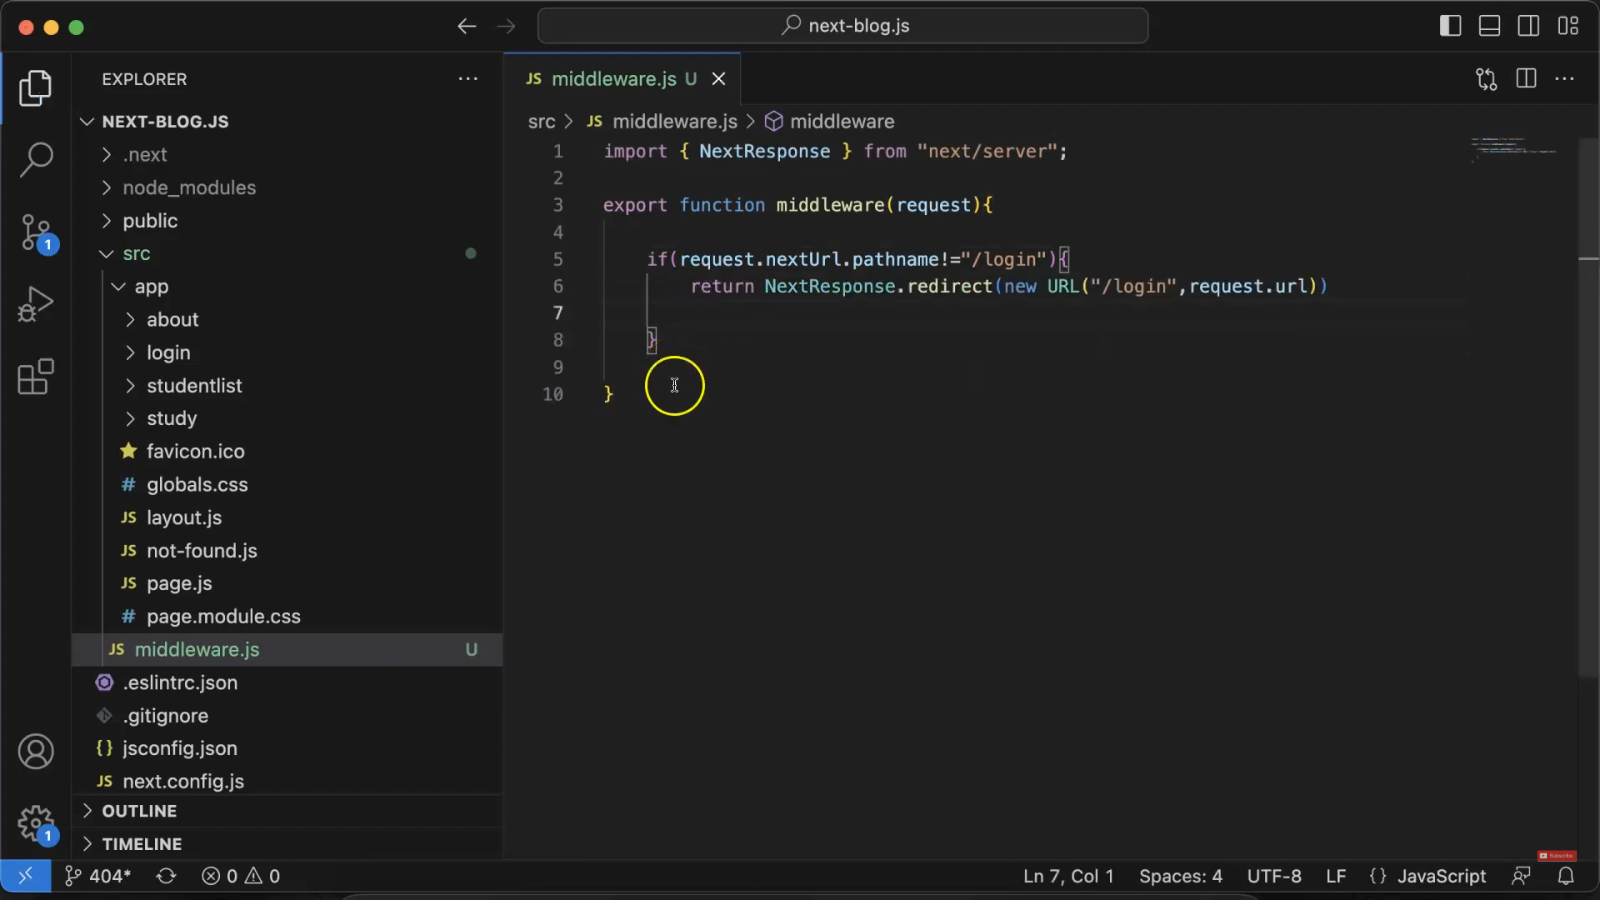 next-blog.js
EXPLORER
NEXT-BLOG.JS
.next
node_modules
public
src
app
about
login
studentlist
study
favicon.ico
# globals.css
JS layout.js
JS not-found.js
JS page.js
# page.module.css
JS middleware.js U
.eslintrc.json
.gitignore
{} jsconfig.json
JS next.config.js
OUTLINE
TIMELINE
1
1
JS middleware.js U
src > JS middleware.js > middleware
1 import { NextResponse } from "next/server";
2
3 export function middleware(request){
4
5 if(request.nextUrl.pathname!="/login"){
6 return NextResponse.redirect(new URL("/login",request.url))
7
8 }
9
10 }
Subscribe
404* 0 0 Ln 7, Col 1 Spaces: 4 UTF-8 LF {} JavaScript